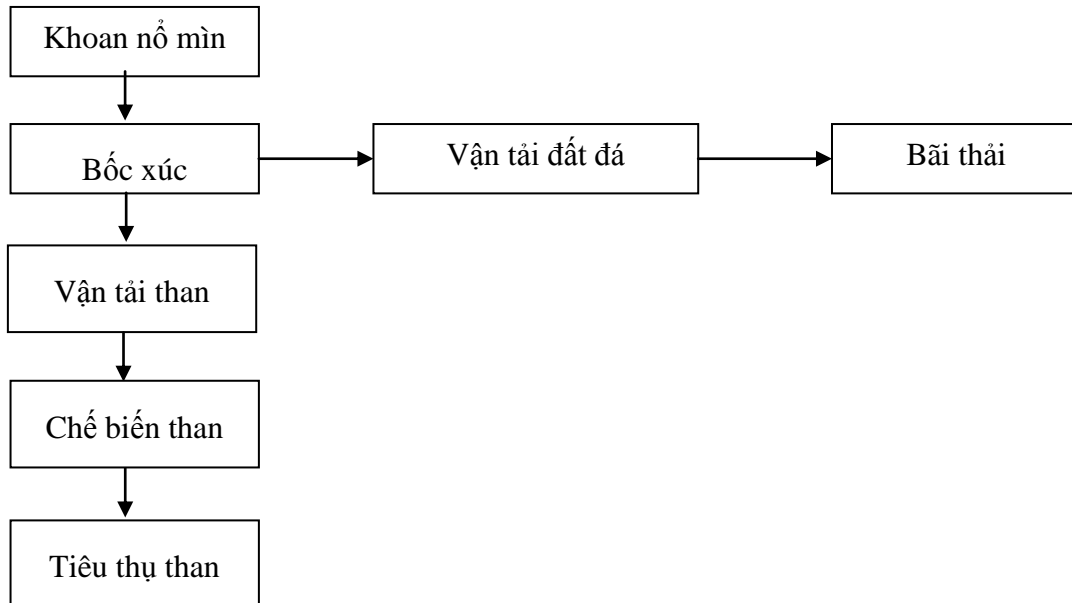 Khoan nổ mìn
Bốc xúc
Vận tải đất đá
Bãi thải
Vận tải than
Chế biến than
Tiêu thụ than